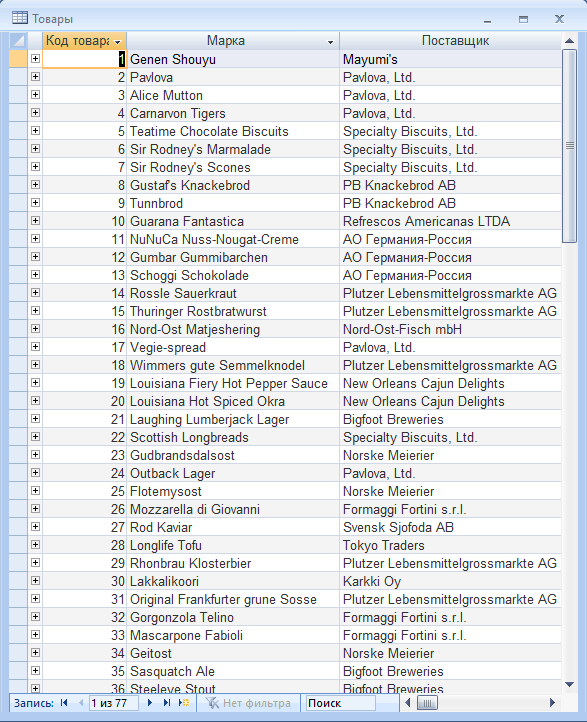 Товары
Код товара Марка Поставщик
1 Genen Shouyu Mayumi's
2 Pavlova Pavlova, Ltd.
3 Alice Mutton Pavlova, Ltd.
4 Carnarvon Tigers Pavlova, Ltd.
5 Teatime Chocolate Biscuits Specialty Biscuits, Ltd.
6 Sir Rodney's Marmalade Specialty Biscuits, Ltd.
7 Sir Rodney's Scones Specialty Biscuits, Ltd.
8 Gustaf's Knackebrod PB Knackebrod AB
9 Tunnbrod PB Knackebrod AB
10 Guarana Fantastica Refrescos Americanas LTDA
11 NuNuCa Nuss-Nougat-Creme АО Германия-Россия
12 Gumbar Gummibarchen АО Германия-Россия
13 Schoggi Schokolade АО Германия-Россия
14 Rossle Sauerkraut Plutzer Lebensmittelgrossmarkte AG
15 Thuringer Rostbratwurst Plutzer Lebensmittelgrossmarkte AG
16 Nord-Ost Matjeshering Nord-Ost-Fisch mbH
17 Vegie-spread Pavlova, Ltd.
18 Wimmers gute Semmelknodel Plutzer Lebensmittelgrossmarkte AG
19 Louisiana Fiery Hot Pepper Sauce New Orleans Cajun Delights
20 Louisiana Hot Spiced Okra New Orleans Cajun Delights
21 Laughing Lumberjack Lager Bigfoot Breweries
22 Scottish Longbreads Specialty Biscuits, Ltd.
23 Gudbrandsdalsost Norske Meierier
24 Outback Lager Pavlova, Ltd.
25 Flotemysost Norske Meierier
26 Mozzarella di Giovanni Formaggi Fortini s.r.l.
27 Rod Kaviar Svensk Sjofoda AB
28 Longlife Tofu Tokyo Traders
29 Rhonbrau Klosterbier Plutzer Lebensmittelgrossmarkte AG
30 Lakkalikoori Karkki Oy
31 Original Frankfurter grune Sosse Plutzer Lebensmittelgrossmarkte AG
32 Gorgonzola Telino Formaggi Fortini s.r.l.
33 Mascarpone Fabioli Formaggi Fortini s.r.l.
34 Geitost Norske Meierier
35 Sasquatch Ale Bigfoot Breweries
36 Steeleye Stout Bigfoot Breweries
Запись: 1 из 77 Нет фильтра Поиск